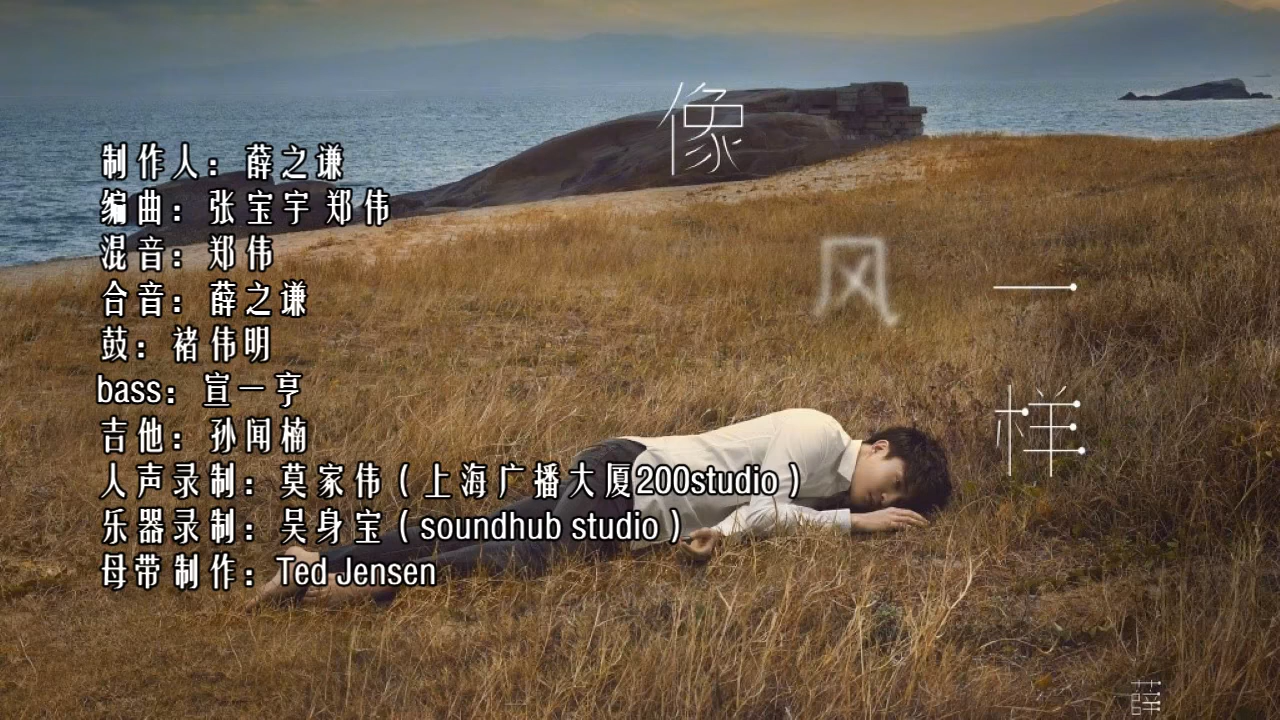 制作人：薛之谦
编曲：张宝宇 郑伟
混音：郑伟
合音：薛之谦
鼓：褚伟明
bass：宣一亨
吉他：孙闻楠
人声录制：莫家伟（上海广播大厦200studio）
乐器录制：吴身宝（soundhub studio）
母带制作：Ted Jensen
像
风
一
样
薛